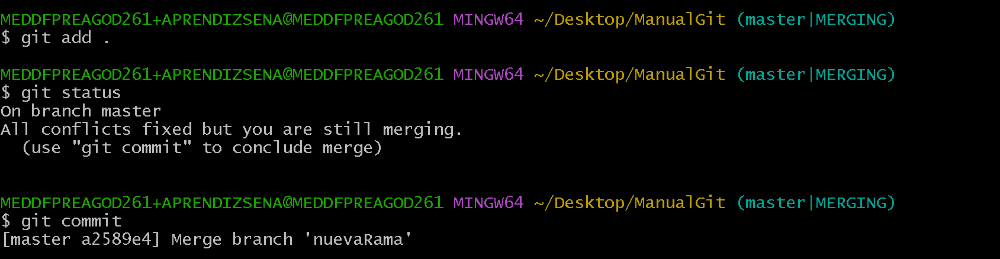 MEDDFPREAGOD261+APRENDIZSENA@MEDDFPREAGOD261 MINGW64 ~/Desktop/ManualGit (master|MERGING)
$ git add .
MEDDFPREAGOD261+APRENDIZSENA@MEDDFPREAGOD261 MINGW64 ~/Desktop/ManualGit (master|MERGING)
$ git status
On branch master
All conflicts fixed but you are still merging.
  (use "git commit" to conclude merge)
MEDDFPREAGOD261+APRENDIZSENA@MEDDFPREAGOD261 MINGW64 ~/Desktop/ManualGit (master|MERGING)
$ git commit
[master a2589e4] Merge branch 'nuevaRama'